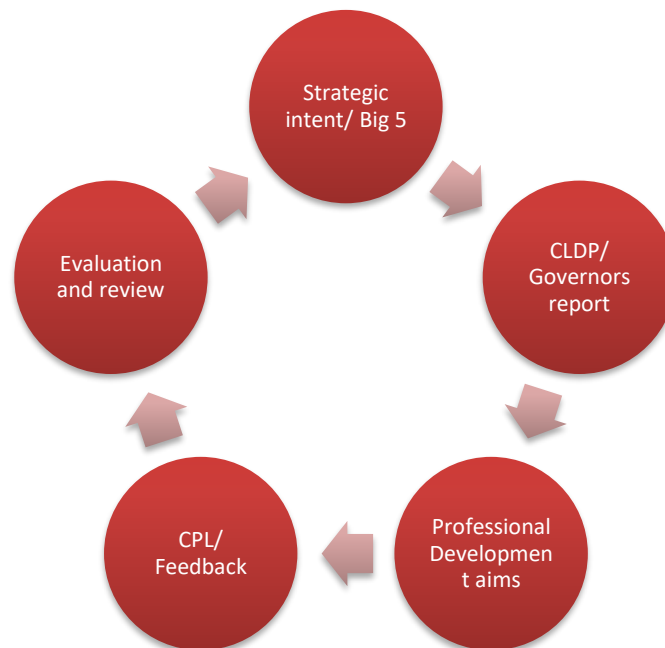 Strategic
intent/ Big 5
CLDP/
Governors
report
Professional
Developmen
t aims
CPL/
Feedback
Evaluation
and review